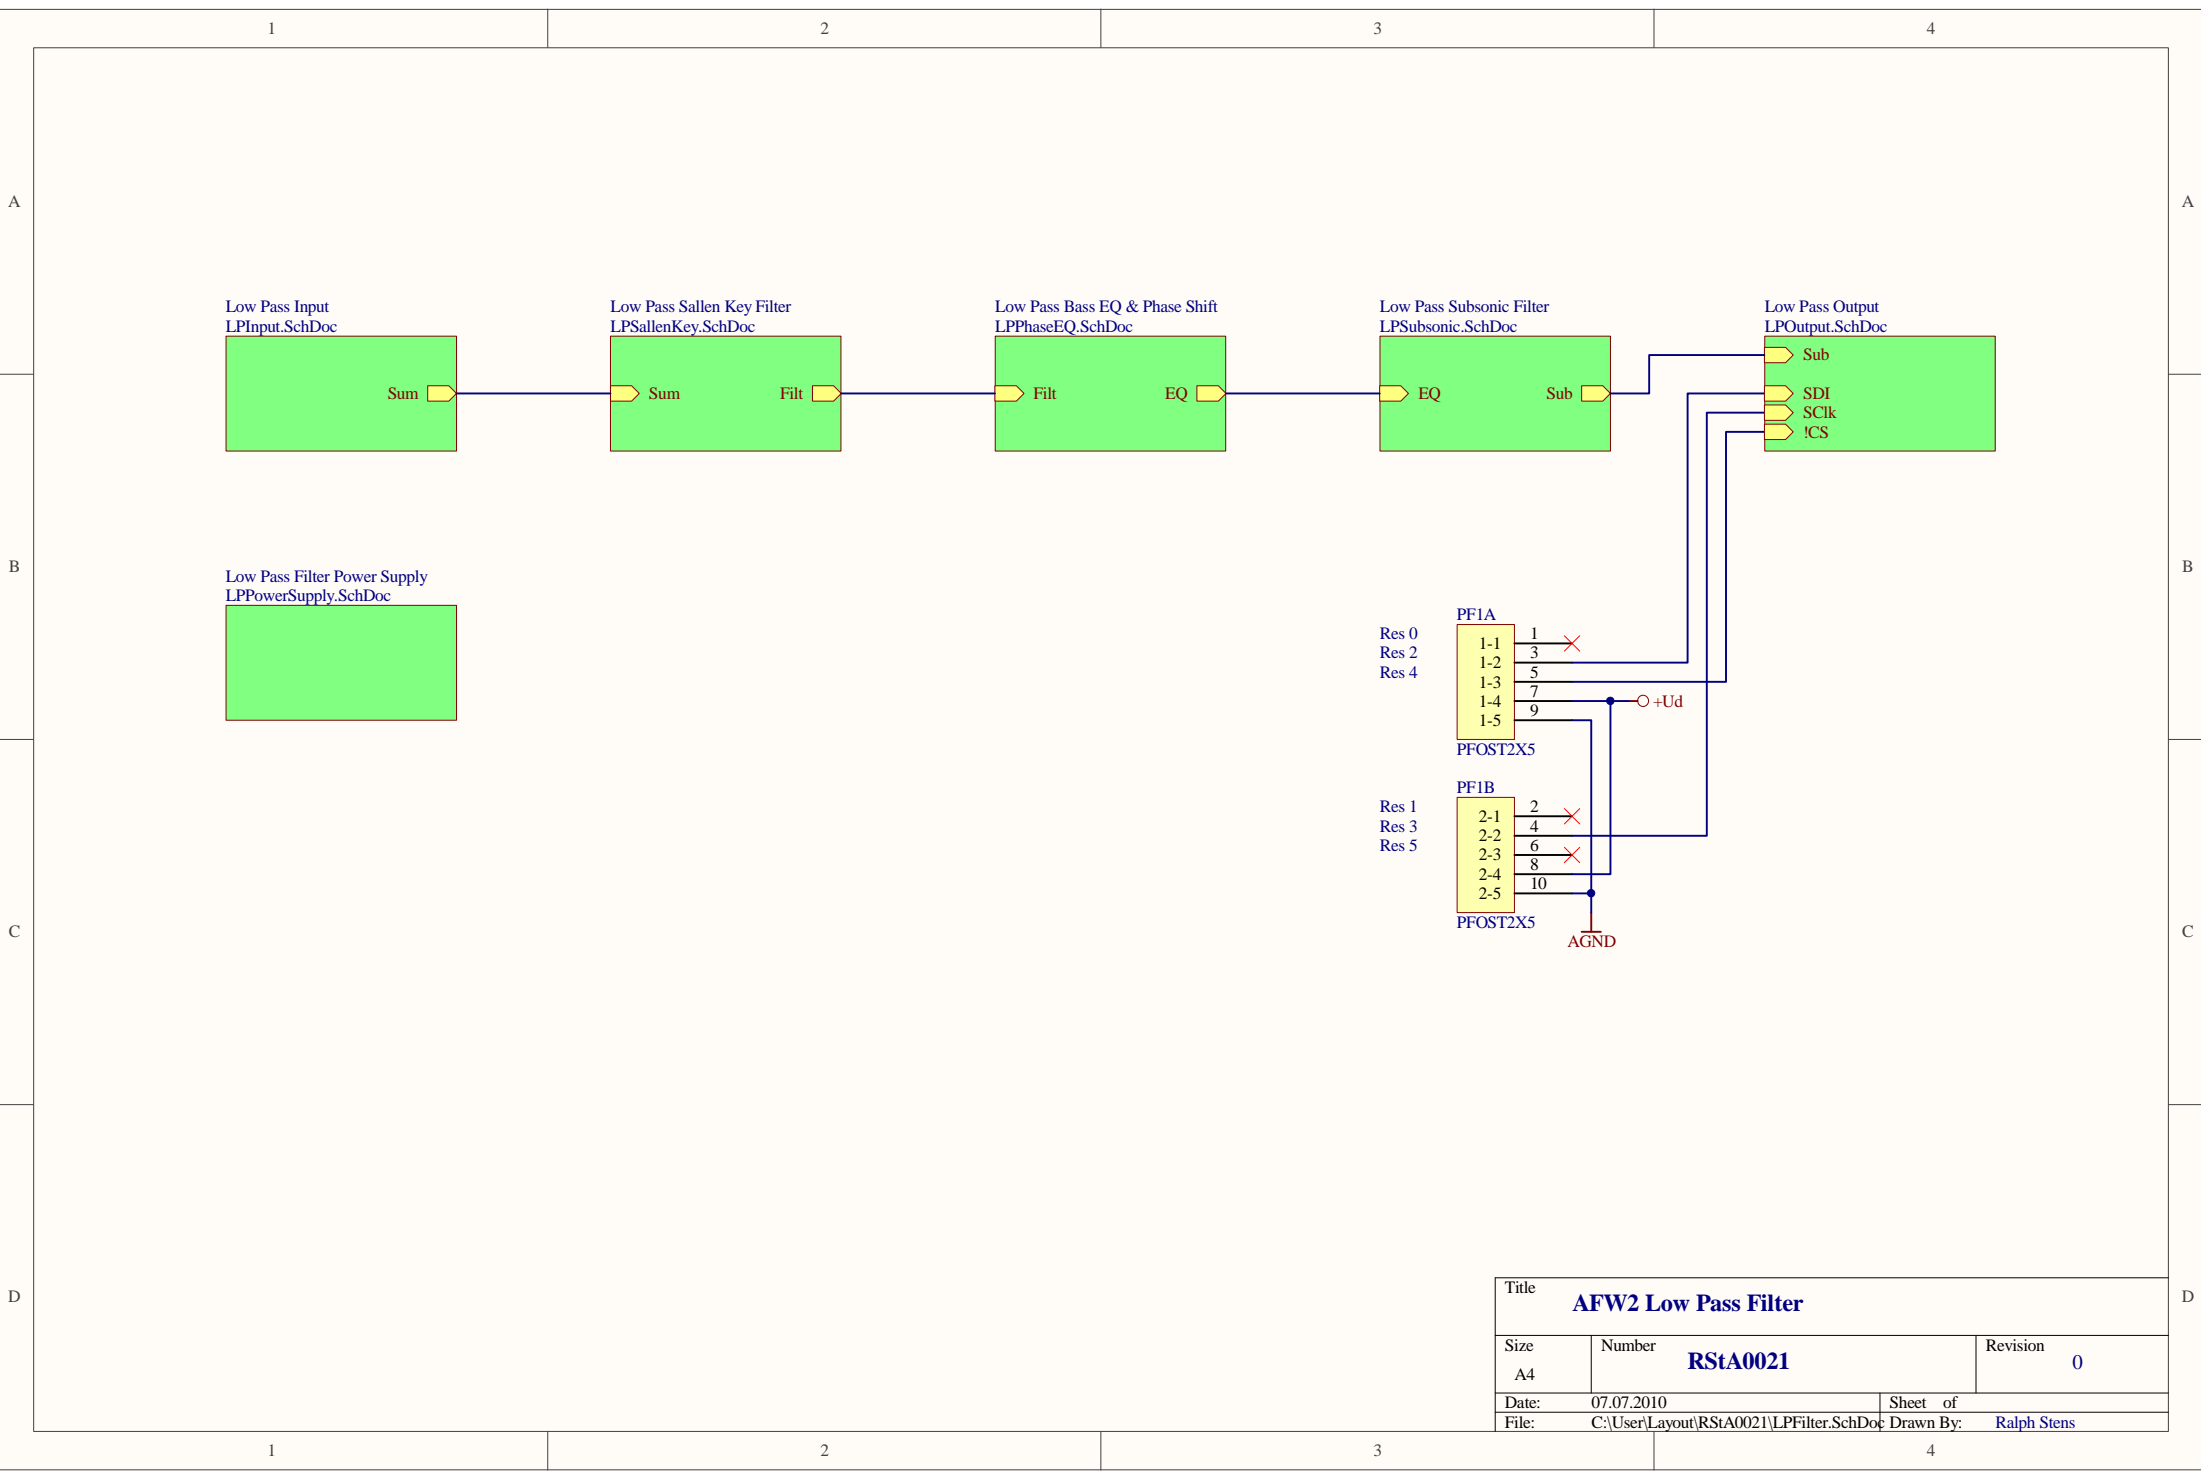 1 2 3 4
A A
Low Pass Input
LPInput.SchDoc
Sum
Low Pass Sallen Key Filter
LPSallenKey.SchDoc
Sum Filt
Low Pass Bass EQ & Phase Shift
LPPhaseEQ.SchDoc
Filt EQ
Low Pass Subsonic Filter
LPSubsonic.SchDoc
EQ Sub
Low Pass Output
LPOutput.SchDoc
Sub
SDI
SClk
!CS
B B
Low Pass Filter Power Supply
LPPowerSupply.SchDoc
PF1A
Res 0 1-1 1
Res 2 1-2 3
Res 4 1-3 5
1-4 7 +Ud
1-5 9
PFOST2X5
PF1B
Res 1 2-1 2
Res 3 2-2 4
Res 5 2-3 6
2-4 8
2-5 10
PFOST2X5
AGND
C C
D D
Title
AFW2 Low Pass Filter
Size Number Revision
A4 RStA0021 0
Date: 07.07.2010 Sheet of
File: C:\User\Layout\RStA0021\LPFilter.SchDoc Drawn By: Ralph Stens
1 2 3 4